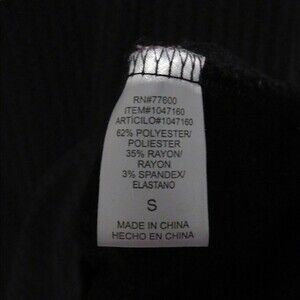 RN#77600
ITEM#1047160
ARTICILO#1047160
62% POLYESTER/
POLIESTER
35% RAYON/
RAYON
3% SPANDEX/
ELASTANO
S
MADE IN CHINA
HECHO EN CHINA